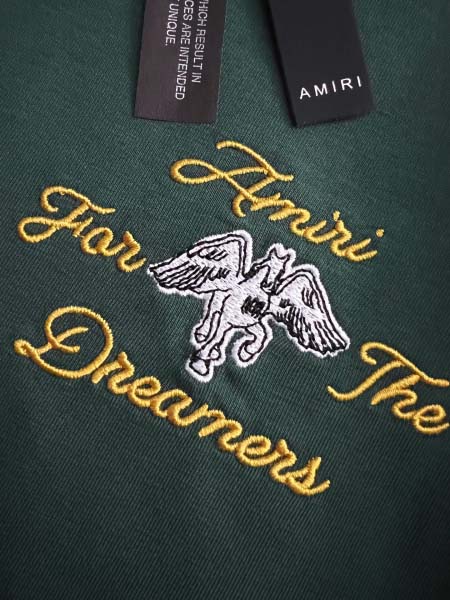 WHICH RESULT IN
CES ARE INTENDED
UNIQUE.
AMIRI
Amiri
For The
Dreamers